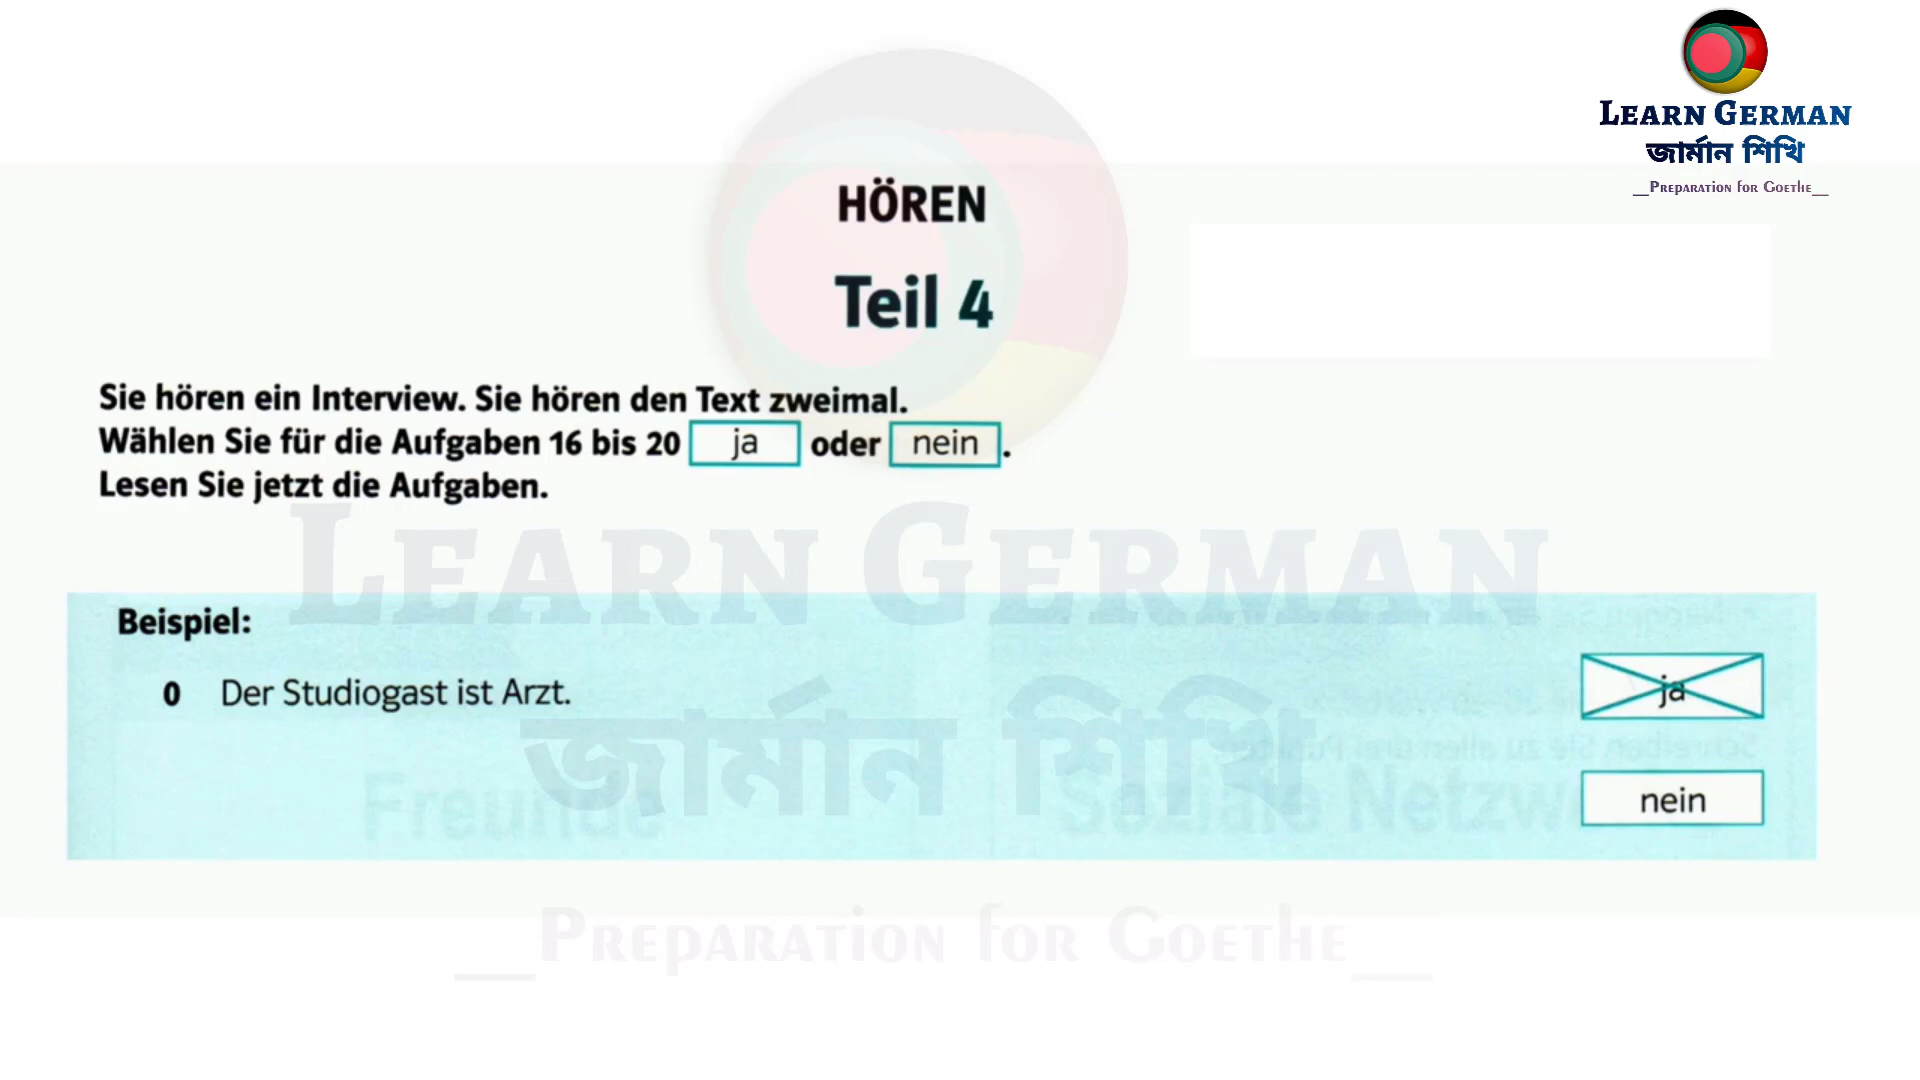 LEARN GERMAN
জার্মান শিখি
__Preparation for Goethe__
HÖREN
Teil 4
Sie hören ein Interview. Sie hören den Text zweimal.
Wählen Sie für die Aufgaben 16 bis 20 ja oder nein.
Lesen Sie jetzt die Aufgaben.
LEARN GERMAN
Beispiel:
0 Der Studiogast ist Arzt.
ja
জার্মান শিখি
Freunde
Soziale
nein
__Preparation for Goethe__